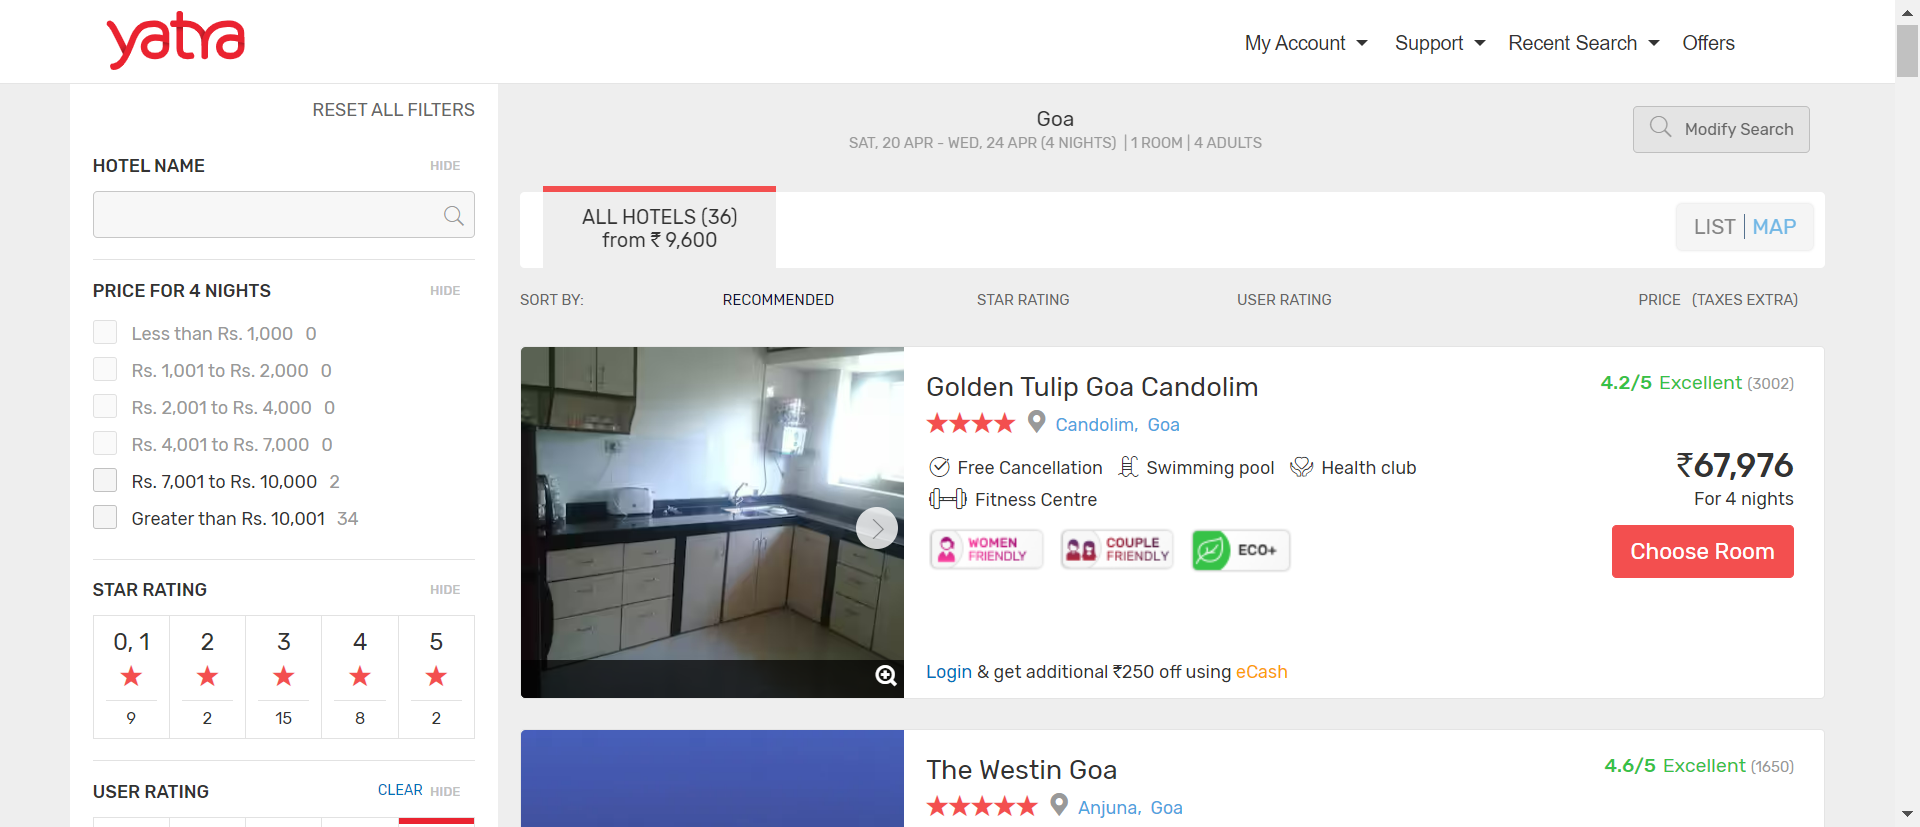 yatra
My Account
Support
Recent Search
Offers
RESET ALL FILTERS
HOTEL NAME HIDE
PRICE FOR 4 NIGHTS HIDE
Less than Rs. 1,000 0
Rs. 1,001 to Rs. 2,000 0
Rs. 2,001 to Rs. 4,000 0
Rs. 4,001 to Rs. 7,000 0
Rs. 7,001 to Rs. 10,000 2
Greater than Rs. 10,001 34
STAR RATING HIDE
0, 1 2 3 4 5
9 2 15 8 2
USER RATING CLEAR HIDE
Goa
SAT, 20 APR - WED, 24 APR (4 NIGHTS) | 1 ROOM | 4 ADULTS
Modify Search
ALL HOTELS (36)
from ₹ 9,600
LIST | MAP
SORT BY: RECOMMENDED STAR RATING USER RATING PRICE (TAXES EXTRA)
Golden Tulip Goa Candolim
4.2/5 Excellent (3002)
Candolim, Goa
Free Cancellation Swimming pool Health club
Fitness Centre
₹67,976
For 4 nights
WOMEN
FRIENDLY
COUPLE
FRIENDLY
ECO+
Choose Room
Login & get additional ₹250 off using eCash
The Westin Goa
4.6/5 Excellent (1650)
Anjuna, Goa